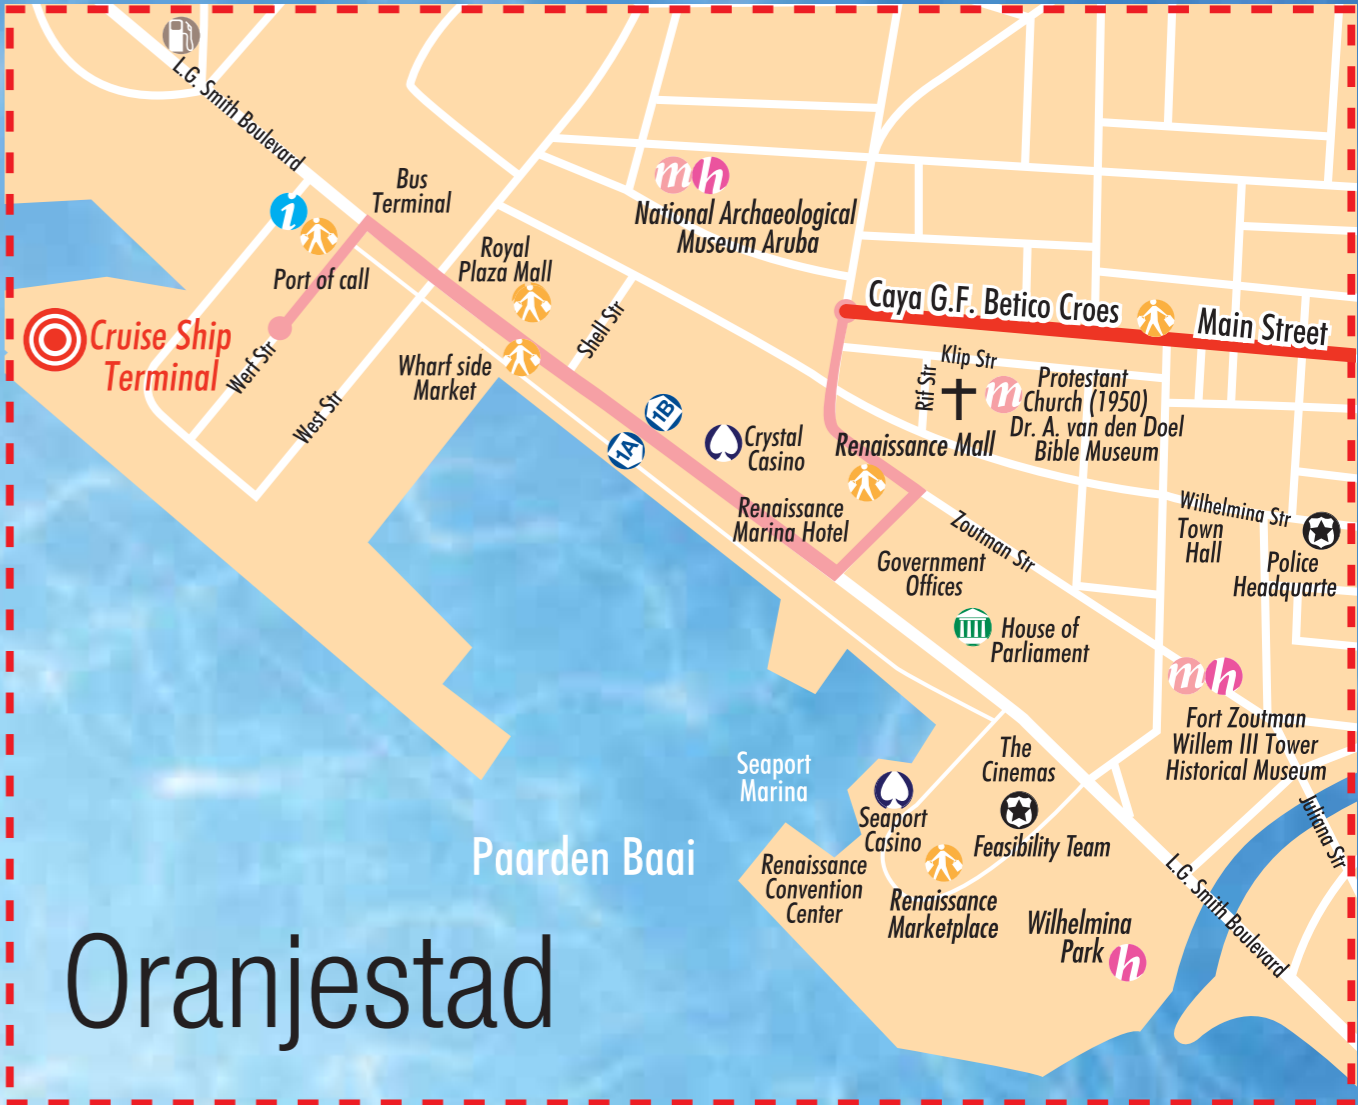 L.G. Smith Boulevard
Bus
Terminal
i
m h
National Archaeological
Museum Aruba
Royal
Plaza Mall
Port of call
Cruise Ship
Terminal
Werf Str
West Str
Wharf side
Market
Shell Str
Caya G.F. Betico Croes
Main Street
Klip Str
Rif Str
m
Protestant
Church (1950)
Dr. A. van den Doel
Bible Museum
1B
1A
Crystal
Casino
Renaissance Mall
Renaissance
Marina Hotel
Zoutman Str
Wilhelmina Str
Town
Hall
Police
Headquarte
Government
Offices
House of
Parliament
m h
Fort Zoutman
Willem III Tower
Historical Museum
The
Cinemas
Seaport
Marina
Seaport
Casino
Feasibility Team
Juliana Str
Paarden Baai
Renaissance
Convention
Center
Renaissance
Marketplace
Wilhelmina
Park
h
L.G. Smith Boulevard
Oranjestad